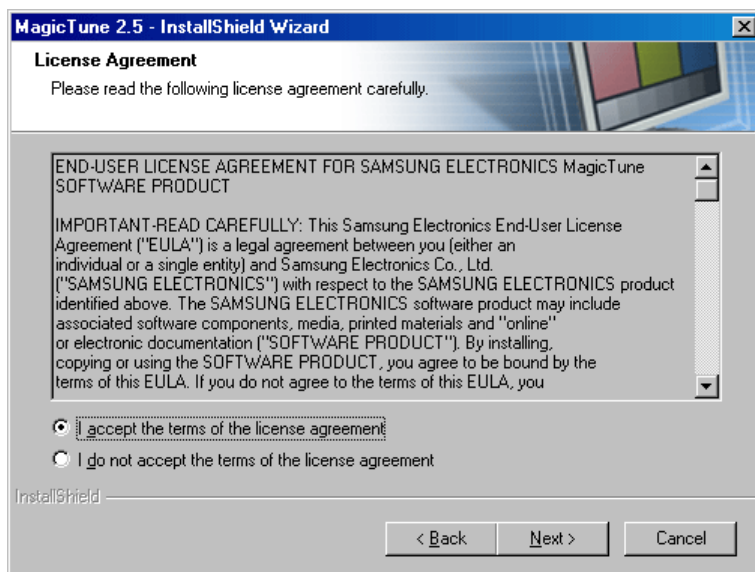 MagicTune 2.5 - InstallShield Wizard
License Agreement
Please read the following license agreement carefully.
END-USER LICENSE AGREEMENT FOR SAMSUNG ELECTRONICS MagicTune
SOFTWARE PRODUCT
IMPORTANT-READ CAREFULLY: This Samsung Electronics End-User License
Agreement ("EULA") is a legal agreement between you (either an
individual or a single entity) and Samsung Electronics Co., Ltd.
("SAMSUNG ELECTRONICS") with respect to the SAMSUNG ELECTRONICS product
identified above. The SAMSUNG ELECTRONICS software product may include
associated software components, media, printed materials and "online"
or electronic documentation ("SOFTWARE PRODUCT"). By installing,
copying or using the SOFTWARE PRODUCT, you agree to be bound by the
terms of this EULA. If you do not agree to the terms of this EULA, you
I accept the terms of the license agreement
I do not accept the terms of the license agreement
InstallShield
< Back Next > Cancel